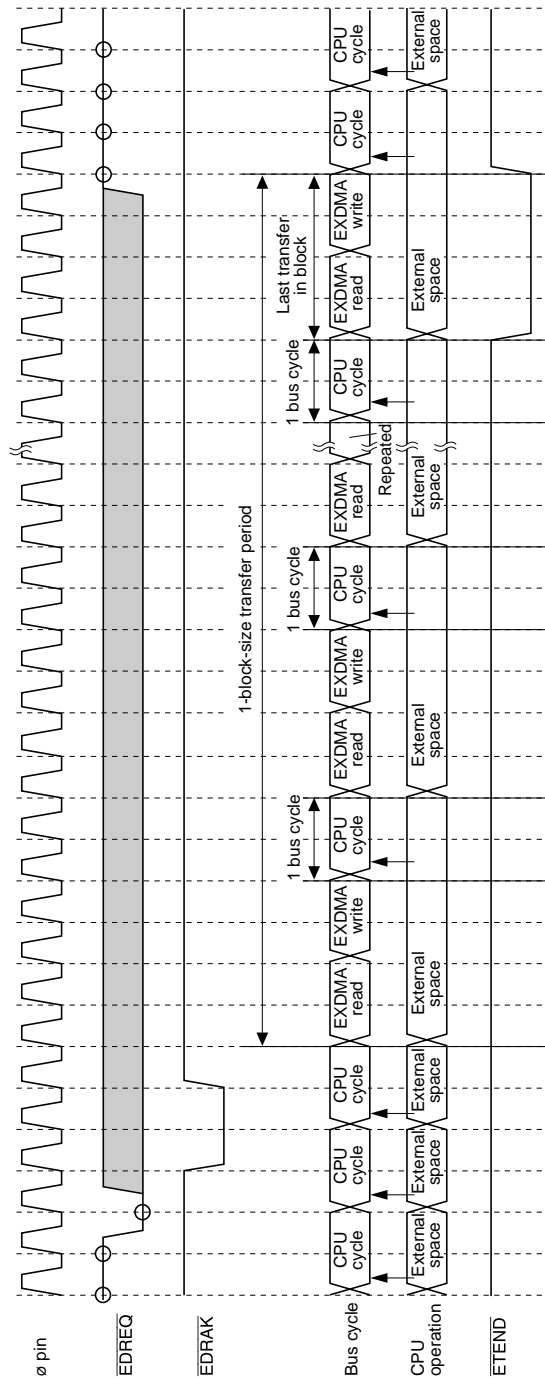 ø pin
EDREQ
EDRAK
1-block-size transfer period
Last transfer
in block
1 bus cycle
1 bus cycle
1 bus cycle
Repeated
Bus cycle
CPU
cycle
CPU
cycle
CPU
cycle
EXDMA
read
EXDMA
write
CPU
cycle
EXDMA
read
EXDMA
write
CPU
cycle
EXDMA
read
CPU
cycle
EXDMA
read
EXDMA
write
CPU
cycle
CPU
cycle
CPU
operation
External
space
External
space
External
space
External
space
External
space
External
space
External
space
External
space
ETEND